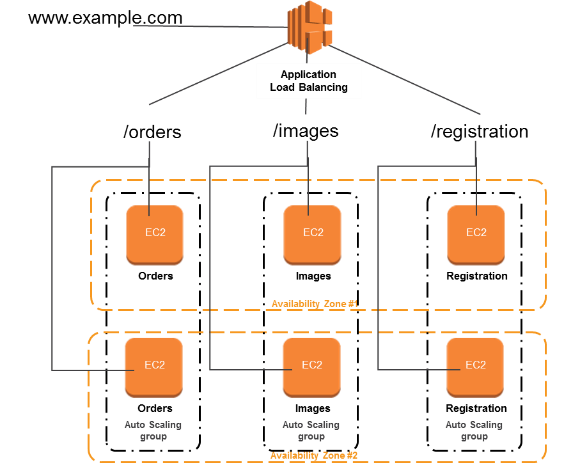 www.example.com
Application
Load Balancing
/orders
/images
/registration
EC2
EC2
EC2
Orders
Images
Registration
Availability Zone #1
EC2
EC2
EC2
Orders
Images
Registration
Auto Scaling
group
Auto Scaling
group
Auto Scaling
group
Availability Zone #2